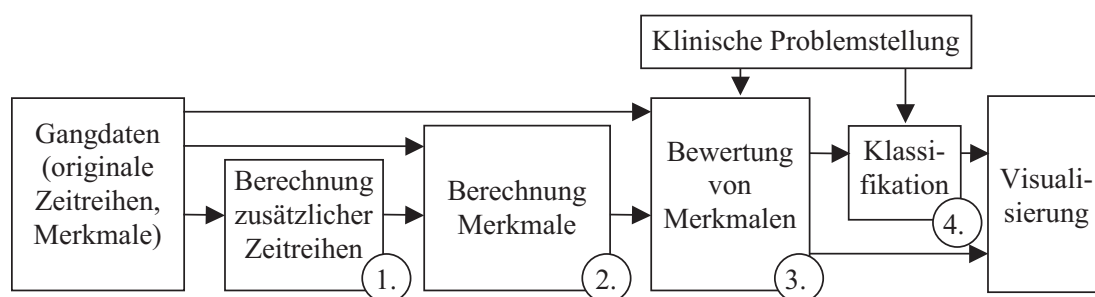 Klinische Problemstellung
Gangdaten
(originale
Zeitreihen,
Merkmale)
Berechnung
zusätzlicher
Zeitreihen
1.
Berechnung
Merkmale
2.
Bewertung
von
Merkmalen
3.
Klassi-
fikation
4.
Visuali-
sierung